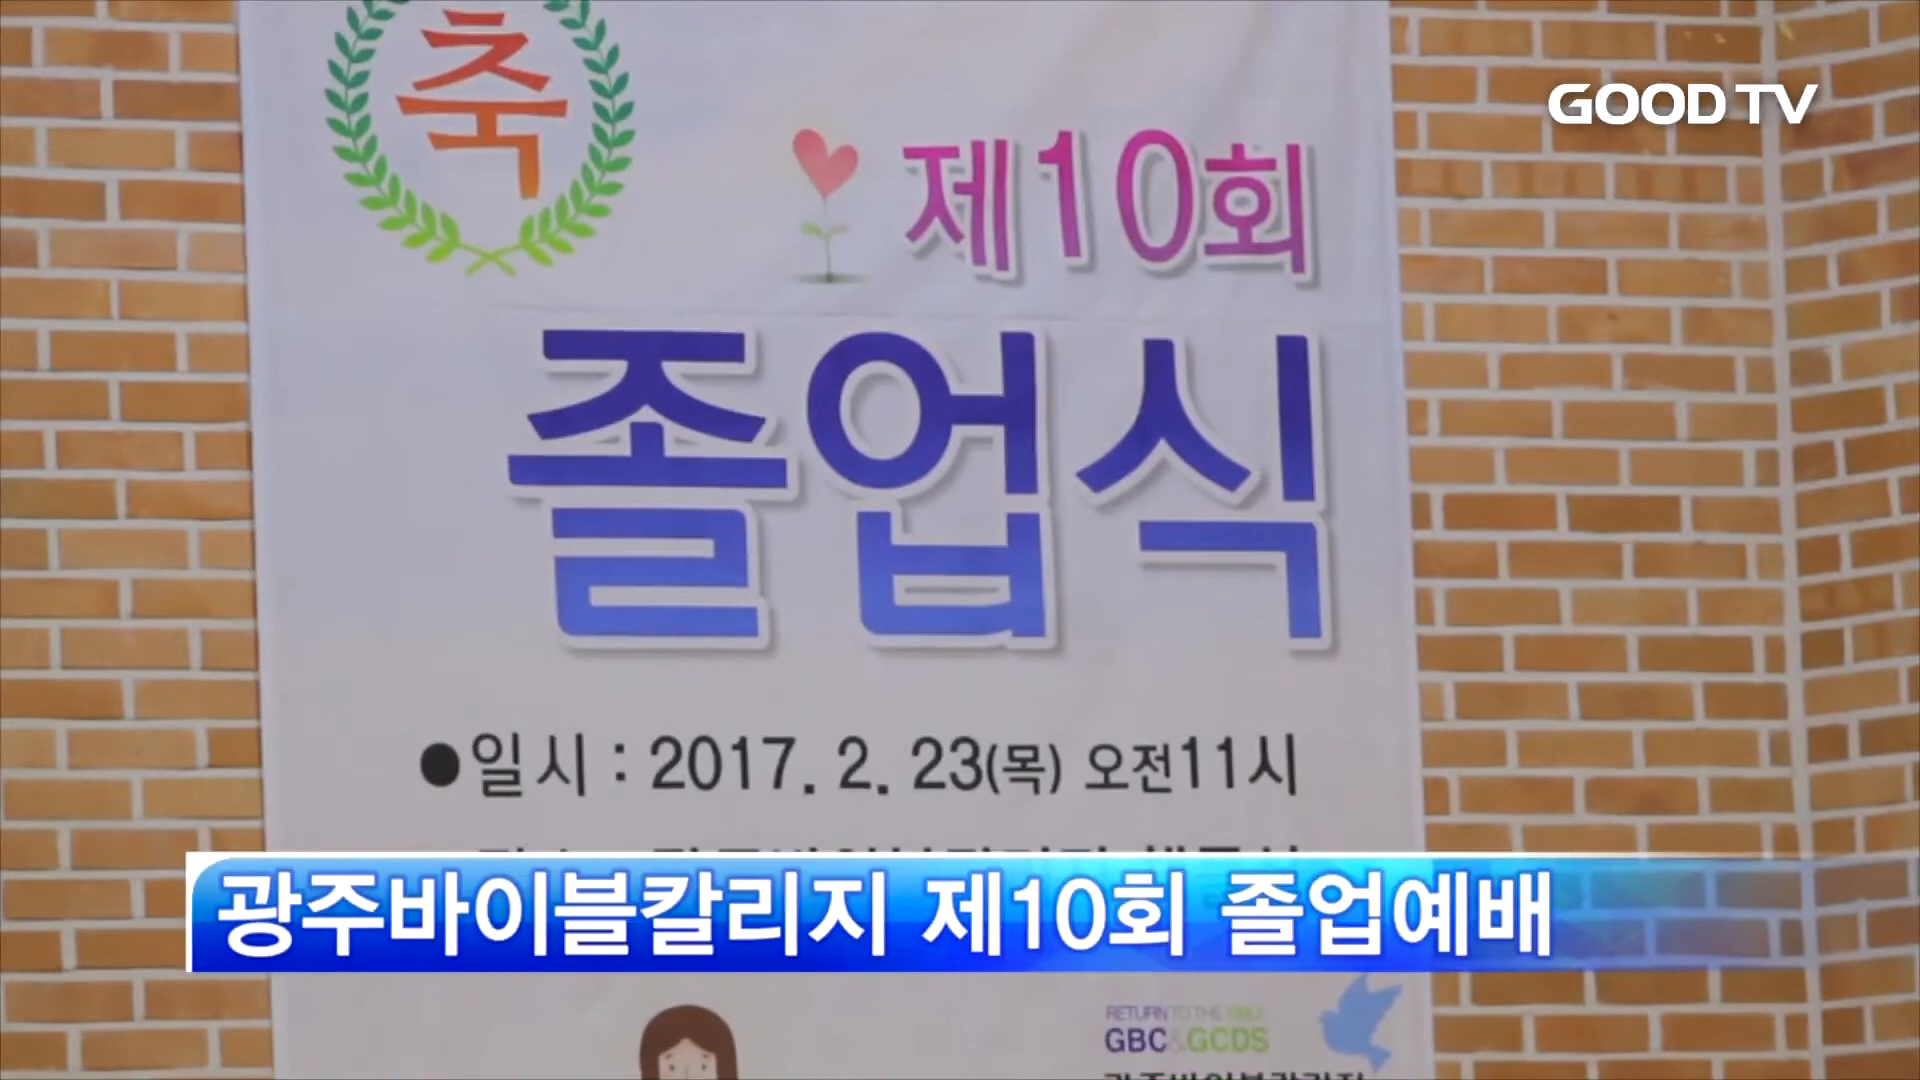 축
GOOD TV
제10회
졸업식
●일시 : 2017. 2. 23(목) 오전11시
광주바이블칼리지 제10회 졸업예배
RETURN TO THE BIBLE
GBC&GCDS